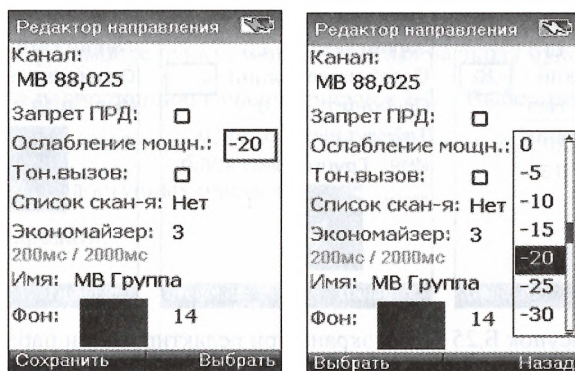 Редактор направления
Канал:
МВ 88,025
Запрет ПРД:
Ослабление мощн.: -20
Тон.вызов:
Список скан-я: Нет
Экономайзер: 3
200мс / 2000мс
Имя: МВ Группа
Фон: 14
Сохранить Выбрать
Редактор направления
Канал:
МВ 88,025
Запрет ПРД:
Ослабление мощн.: 0
Тон.вызов: -5
Список скан-я: Нет -10
Экономайзер: 3 -15
200мс / 2000мс -20
Имя: МВ Группа -25
Фон: 14 -30
Выбрать Назад